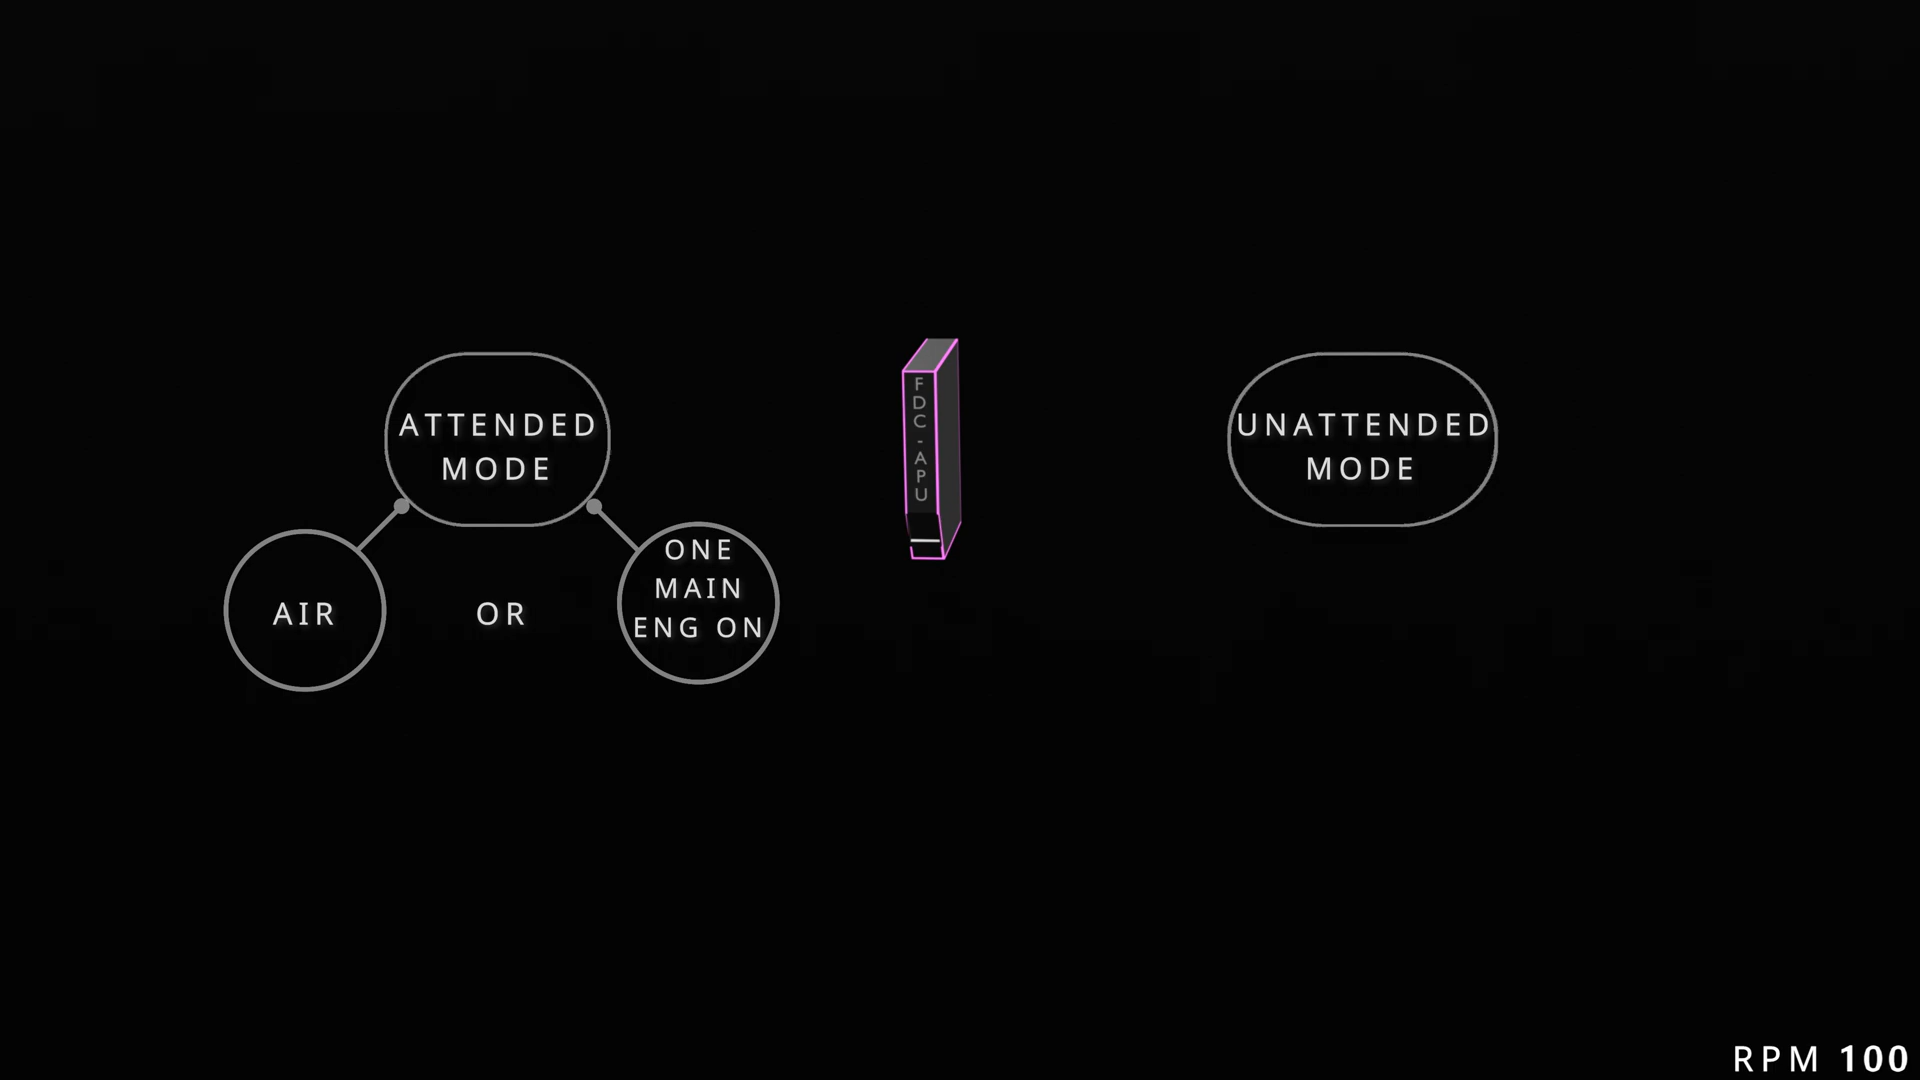 ATTENDED
MODE
AIR
OR
ONE
MAIN
ENG ON
FDC-APU
UNATTENDED
MODE
RPM 100